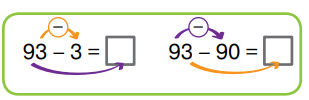 −   −
93 − 3 =   93 − 90 =